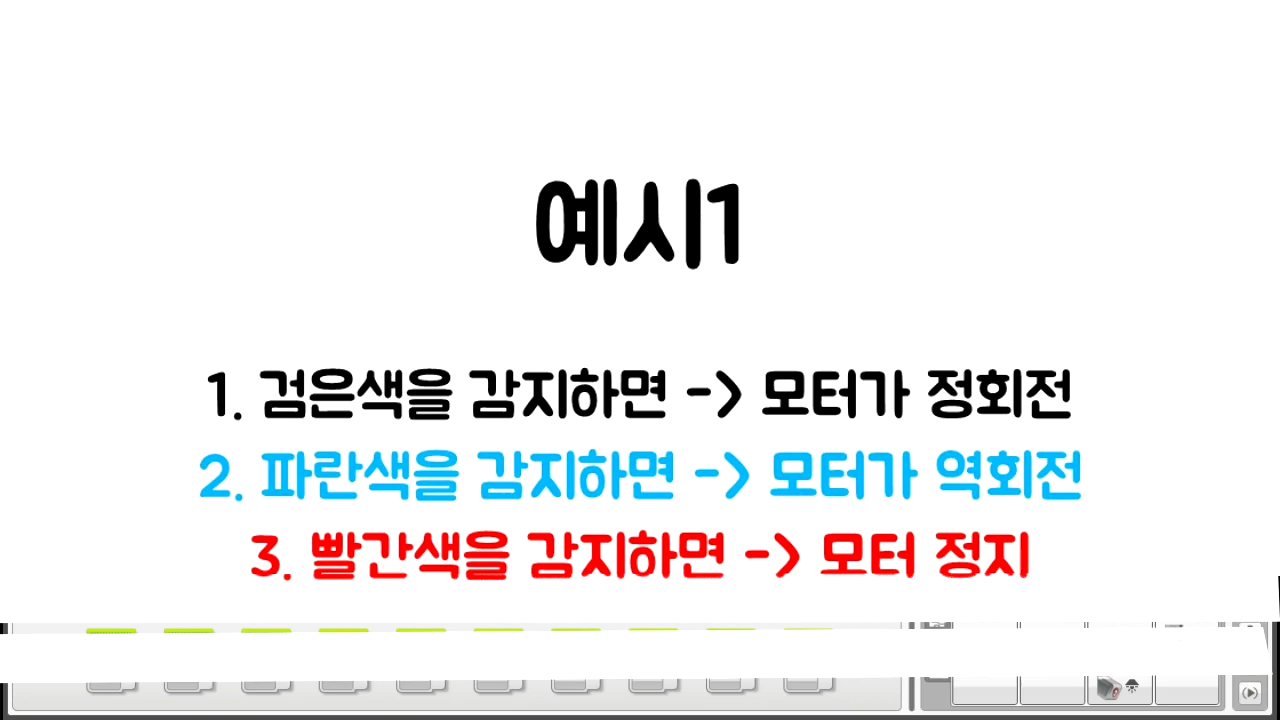 예시1
1. 검은색을 감지하면 -> 모터가 정회전
2. 파란색을 감지하면 -> 모터가 역회전
3. 빨간색을 감지하면 -> 모터 정지